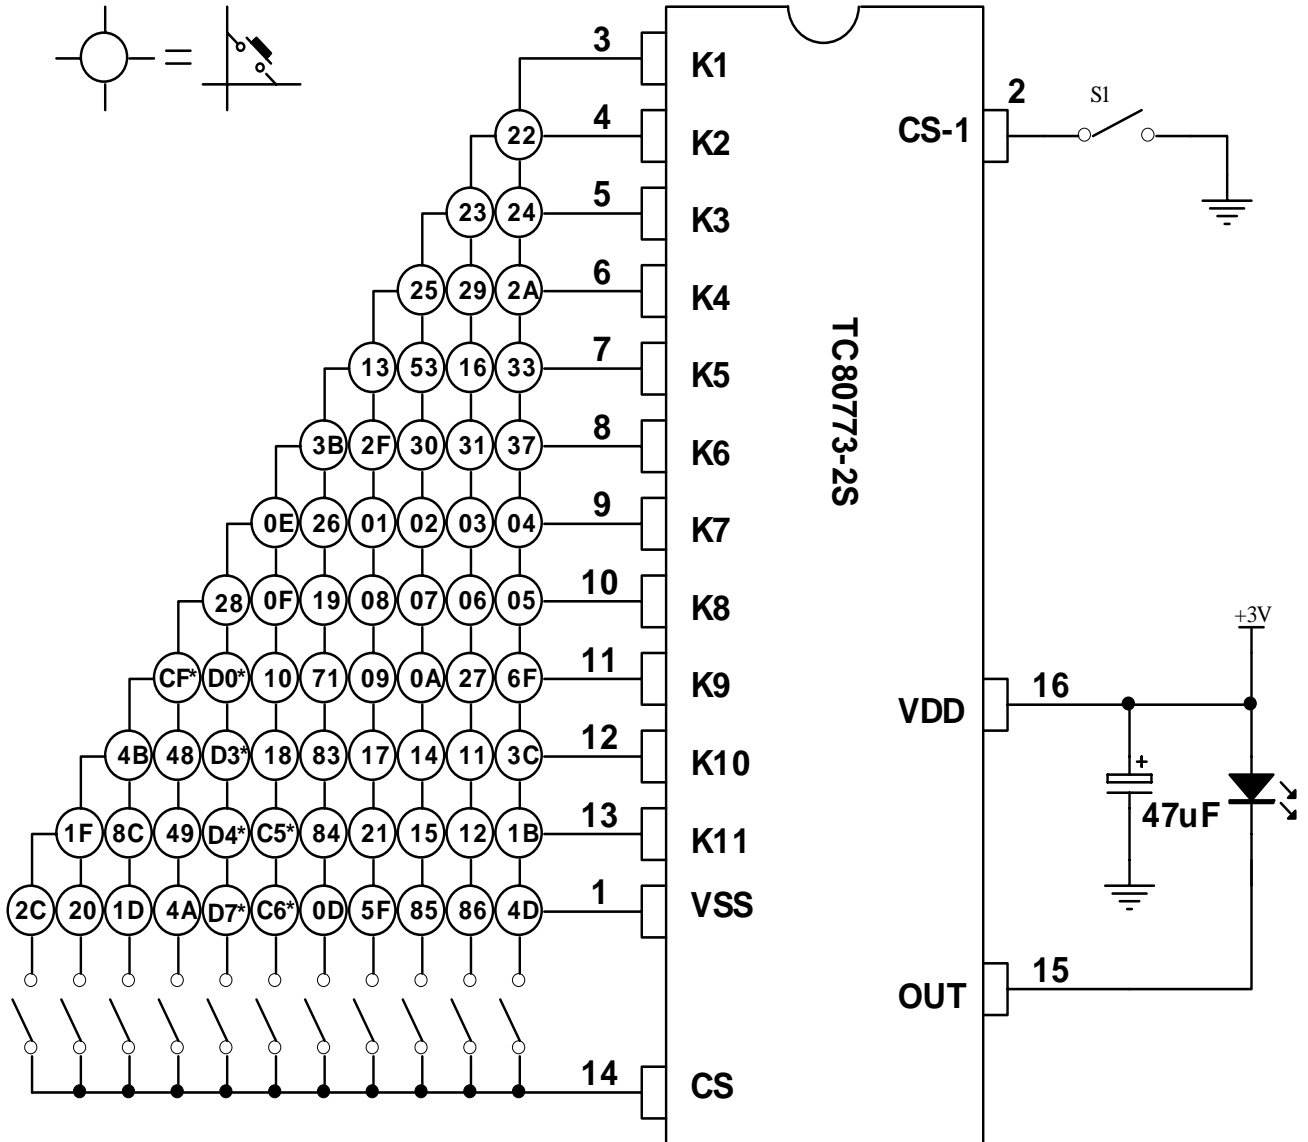 3 K1
2 S1
CS-1
22 4 K2
23 24 5 K3
25 29 2A 6 K4
TC80773-2S
13 53 16 33 7 K5
3B 2F 30 31 37 8 K6
0E 26 01 02 03 04 9 K7
28 0F 19 08 07 06 05 10 K8
+3V
CF* D0* 10 71 09 0A 27 6F 11 K9
VDD 16
4B 48 D3* 18 83 17 14 11 3C 12 K10
+
47uF
1F 8C 49 D4* C5* 84 21 15 12 1B 13 K11
2C 20 1D 4A D7* C6* 0D 5F 85 86 4D 1 VSS
OUT 15
14 CS